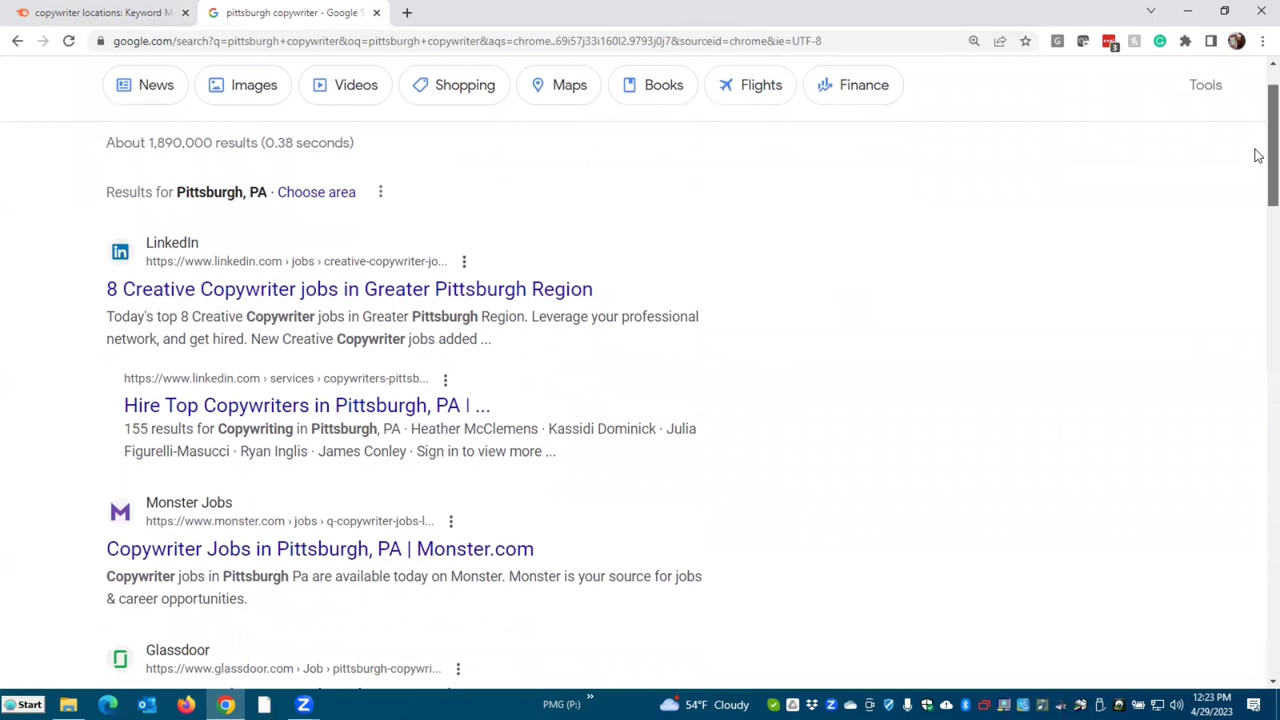 copywriter locations: Keyword M
pittsburgh copywriter - Google S
google.com/search?q=pittsburgh+copywriter&oq=pittsburgh+copywriter&aqs=chrome..69i57j33i160l2.9793j0j7&sourceid=chrome&ie=UTF-8
3
News
Images
Videos
Shopping
Maps
Books
Flights
Finance
Tools
About 1,890,000 results (0.38 seconds)
Results for Pittsburgh, PA · Choose area
LinkedIn
https://www.linkedin.com › jobs › creative-copywriter-jo...
8 Creative Copywriter jobs in Greater Pittsburgh Region
Today's top 8 Creative Copywriter jobs in Greater Pittsburgh Region. Leverage your professional
network, and get hired. New Creative Copywriter jobs added ...
https://www.linkedin.com › services › copywriters-pittsb...
Hire Top Copywriters in Pittsburgh, PA | ...
155 results for Copywriting in Pittsburgh, PA · Heather McClemens · Kassidi Dominick · Julia
Figurelli-Masucci · Ryan Inglis · James Conley · Sign in to view more ...
Monster Jobs
https://www.monster.com › jobs › q-copywriter-jobs-l...
Copywriter Jobs in Pittsburgh, PA | Monster.com
Copywriter jobs in Pittsburgh Pa are available today on Monster. Monster is your source for jobs
& career opportunities.
Glassdoor
https://www.glassdoor.com › Job › pittsburgh-copywri...
Start
PMG (P:)
»
54°F Cloudy
12:23 PM
4/29/2023